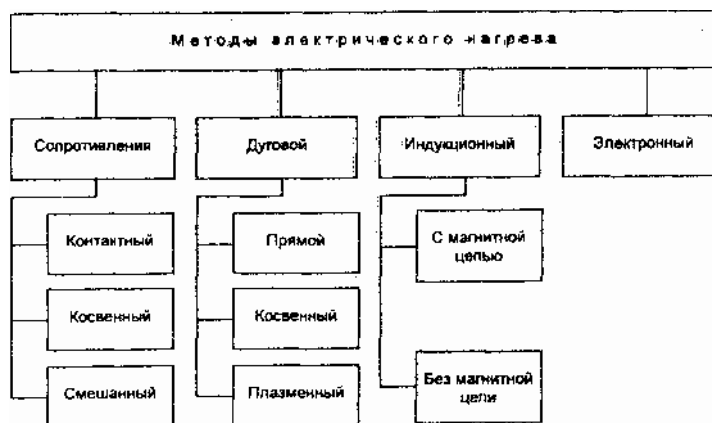 Методы электрического нагрева
Сопротивления
Дуговой
Индукционный
Электронный
Контактный
Прямой
С магнитной
цепью
Косвенный
Косвенный
Смешанный
Плазменный
Без магнитной
цепи